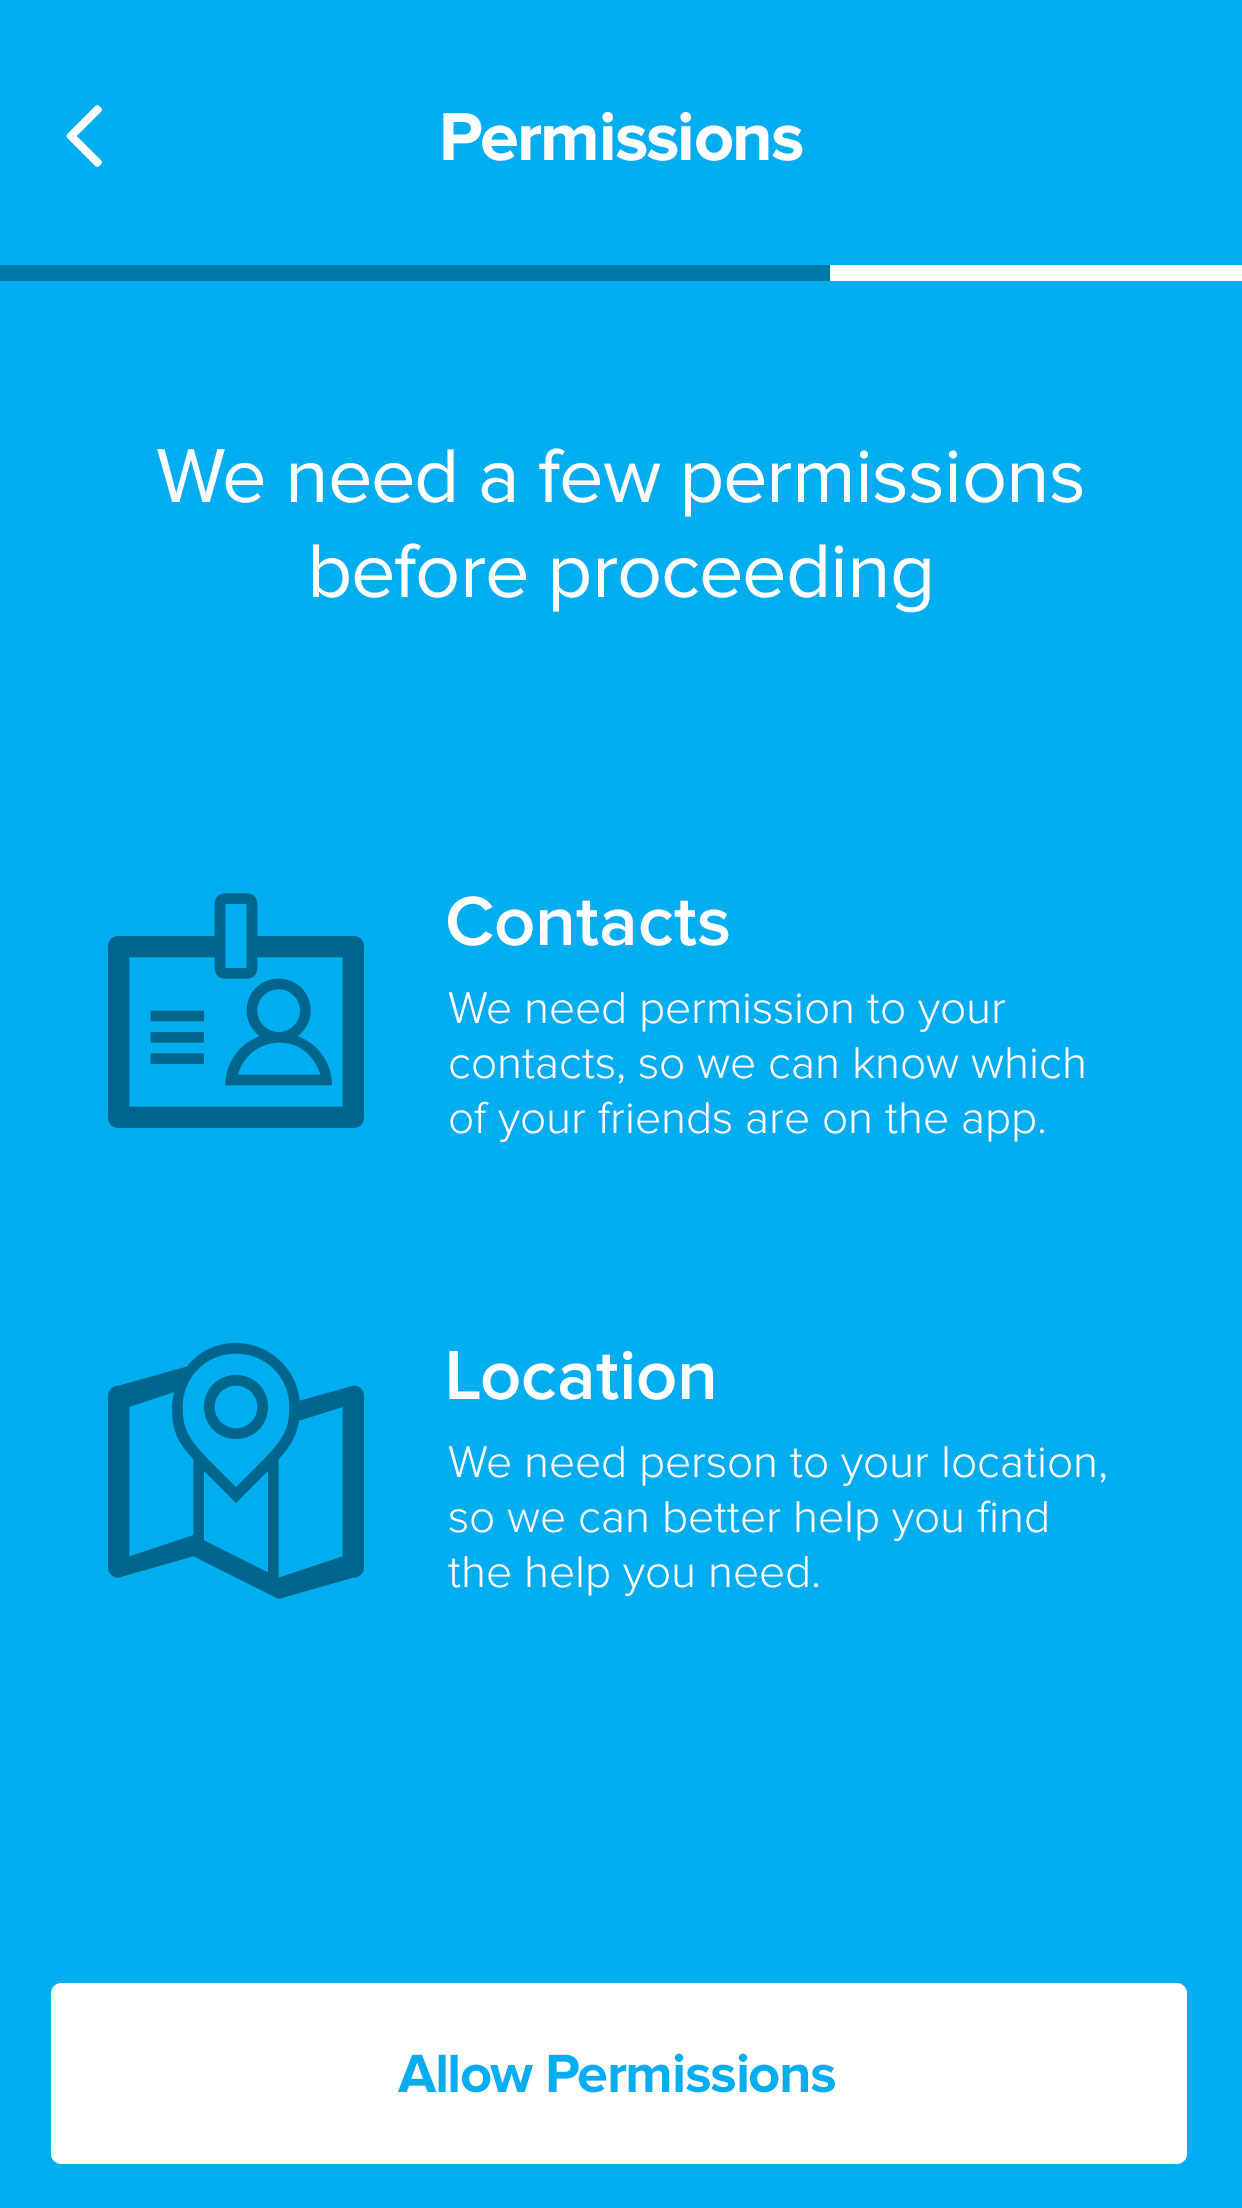 Permissions
We need a few permissions
before proceeding
Contacts
We need permission to your
contacts, so we can know which
of your friends are on the app.
Location
We need person to your location,
so we can better help you find
the help you need.
Allow Permissions